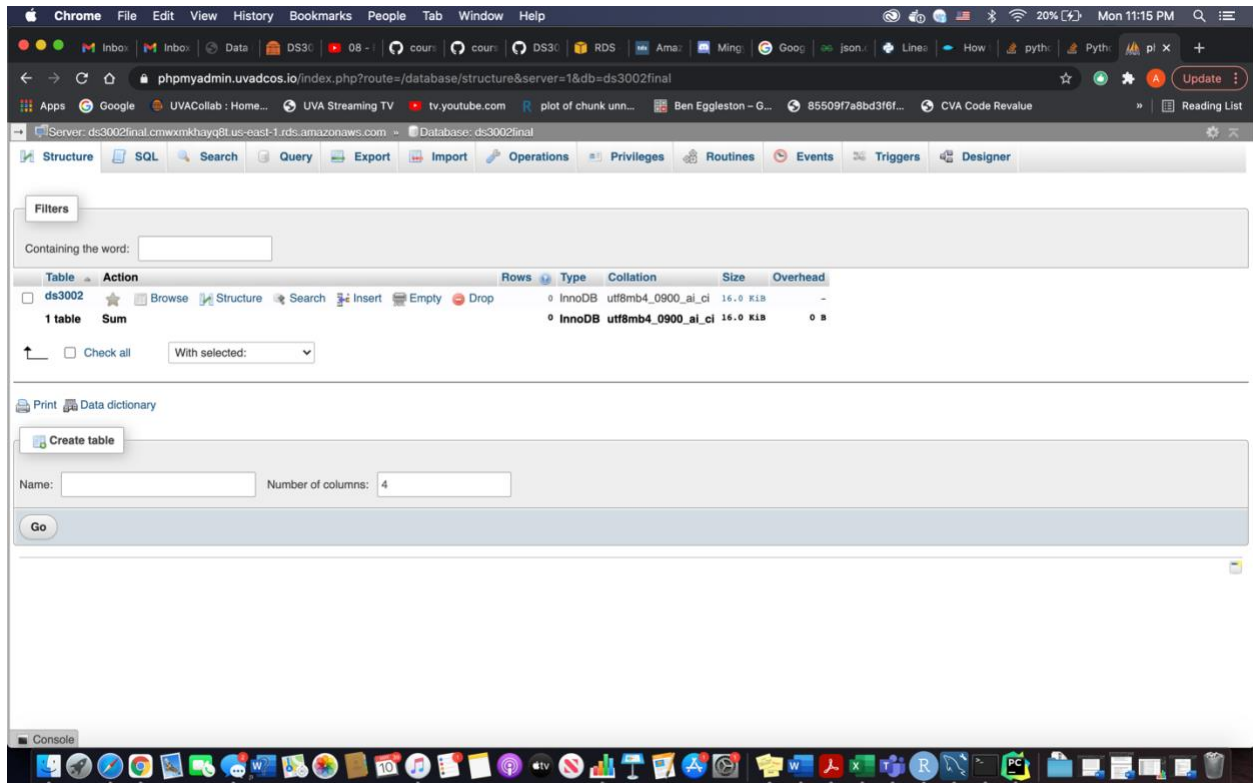 Chrome File Edit View History Bookmarks People Tab Window Help 20% Mon 11:15 PM
Inbox Inbox Data DS30 08 - cours cours DS30 RDS Amaz Ming Goog json. Linea How pyth Pyth pl
phpmyadmin.uvadcos.io/index.php?route=/database/structure&server=1&db=ds3002final Update
Apps Google UVACollab : Home... UVA Streaming TV tv.youtube.com plot of chunk unn... Ben Eggleston – G... 85509f7a8bd3f6f... CVA Code Revalue » Reading List
Server: ds3002final.cmwxmkhayq8t.us-east-1.rds.amazonaws.com » Database: ds3002final
Structure SQL Search Query Export Import Operations Privileges Routines Events Triggers Designer
Filters
Containing the word:
Table Action Rows Type Collation Size Overhead
ds3002 Browse Structure Search Insert Empty Drop 0 InnoDB utf8mb4_0900_ai_ci 16.0 KiB –
1 table Sum 0 InnoDB utf8mb4_0900_ai_ci 16.0 KiB 0 B
Check all With selected:
Print Data dictionary
Create table
Name: Number of columns: 4
Go
Console